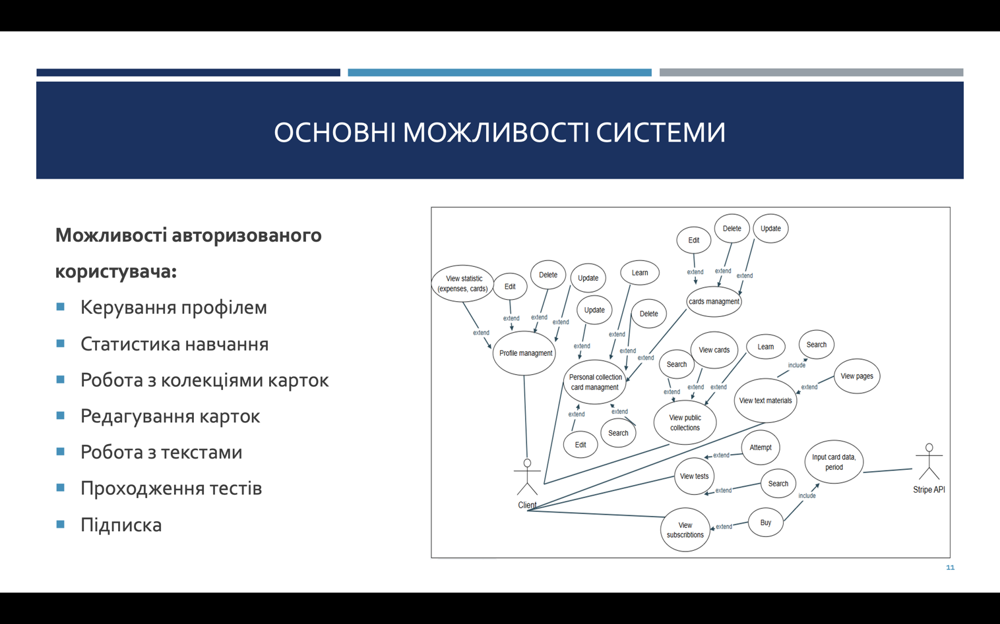 ОСНОВНІ МОЖЛИВОСТІ СИСТЕМИ
Можливості авторизованого
користувача:
Керування профілем
Статистика навчання
Робота з колекціями карток
Редагування карток
Робота з текстами
Проходження тестів
Підписка
Edit
Delete
Update
extend
extend
extend
cards managment
View statistic
(expenses, cards)
Edit
Delete
Update
Learn
Update
Delete
extend
extend
extend
extend
extend
extend
extend
extend
Profile managment
Personal collection
card managment
extend
extend
Edit
Search
Search
View cards
Learn
extend
extend
extend
View public
collections
Search
include
View pages
extend
View text materials
Attempt
extend
View tests
Search
extend
Input card data,
period
include
Buy
extend
View
subscribtions
Client
Stripe API
11